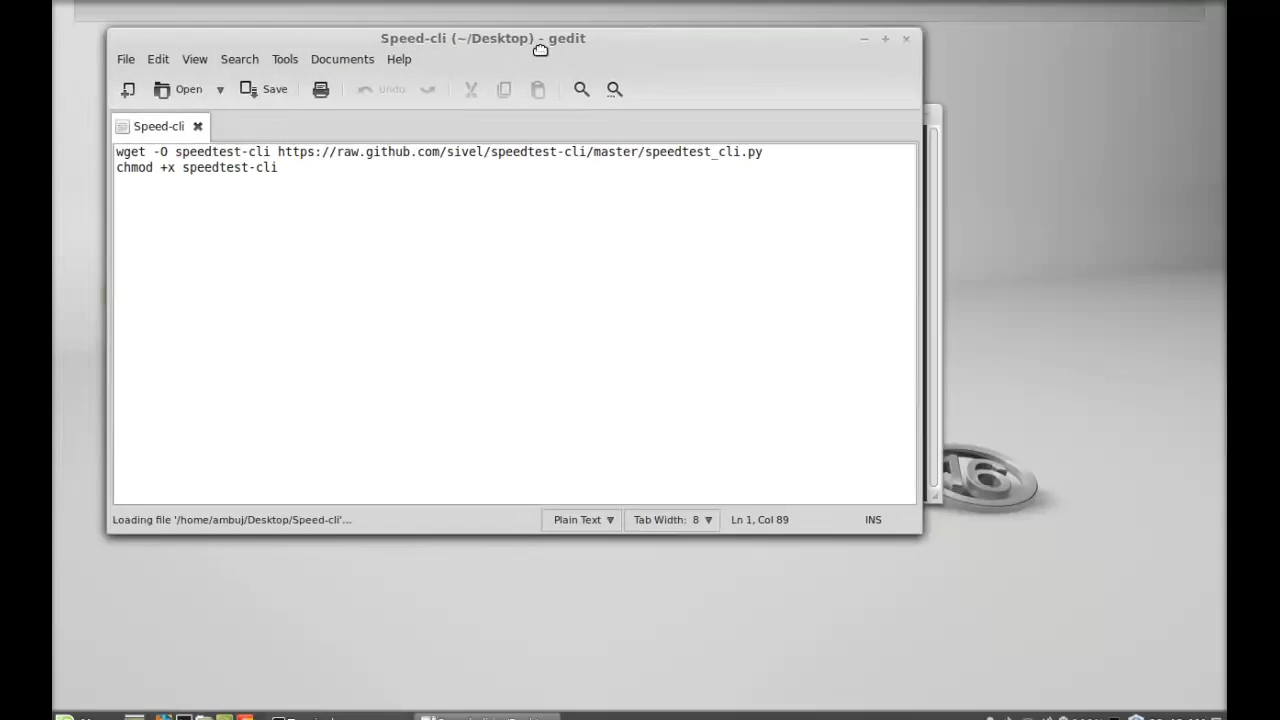 Speed-cli (~/Desktop) - gedit
File Edit View Search Tools Documents Help
Open Save Undo
Speed-cli
wget -O speedtest-cli https://raw.github.com/sivel/speedtest-cli/master/speedtest_cli.py
chmod +x speedtest-cli
A6
Loading file '/home/ambuj/Desktop/Speed-cli'...
Plain Text Tab Width: 8 Ln 1, Col 89 INS